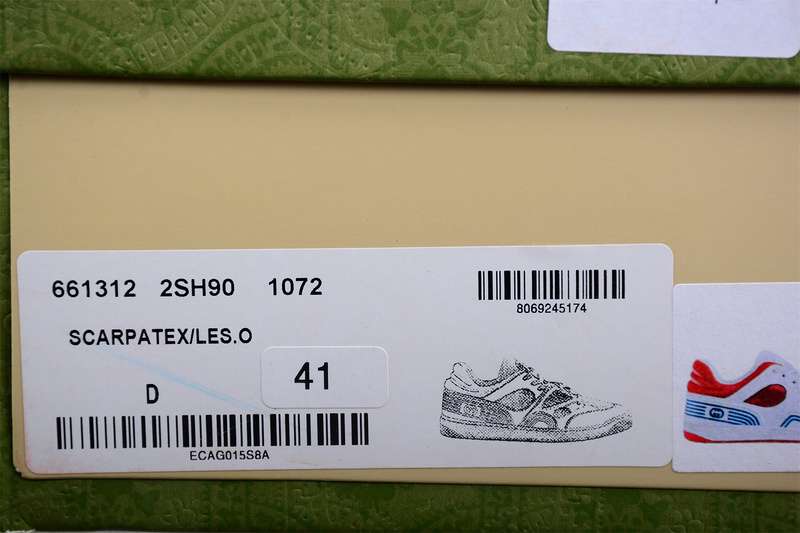 661312 2SH90 1072
8069245174
SCARPATEX/LES.O
41
D
ECAG015S8A